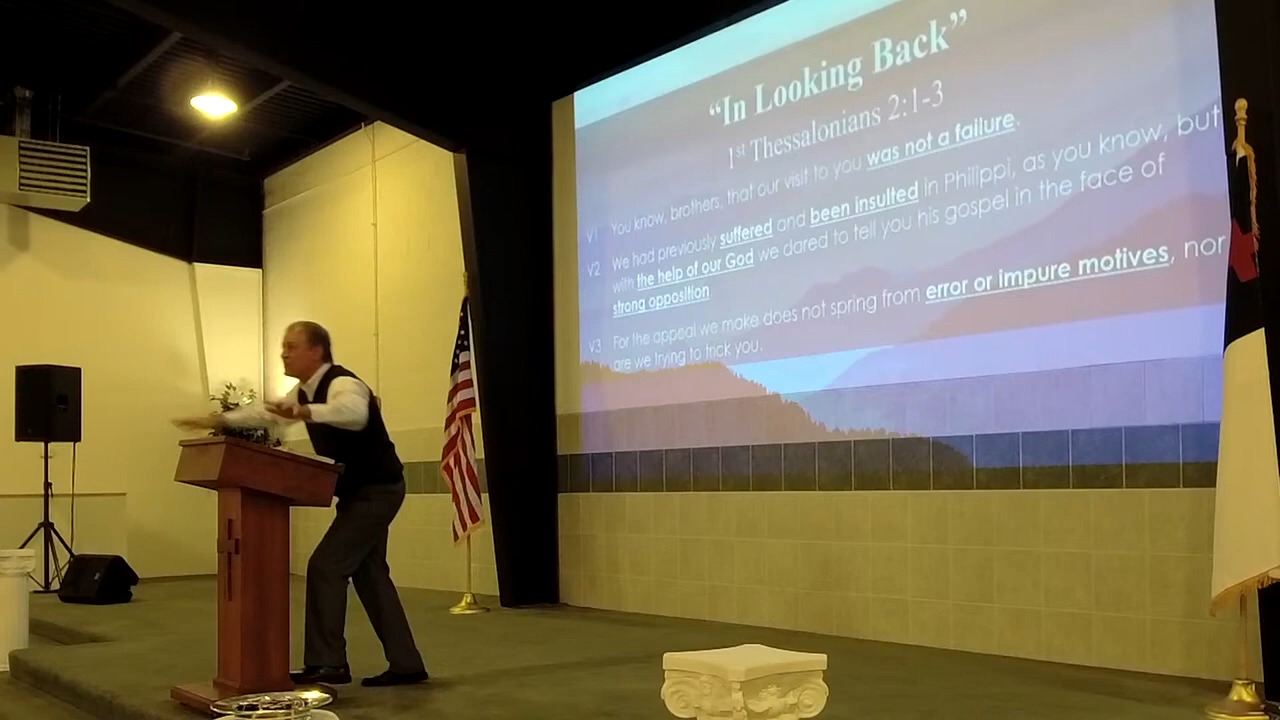 “In Looking Back”
1st Thessalonians 2:1-3
V1 You know, brothers, that our visit to you was not a failure.
V2 We had previously suffered and been insulted in Philippi, as you know, but
with the help of our God we dared to tell you his gospel in the face of
strong opposition
V3 For the appeal we make does not spring from error or impure motives, nor
are we trying to trick you.